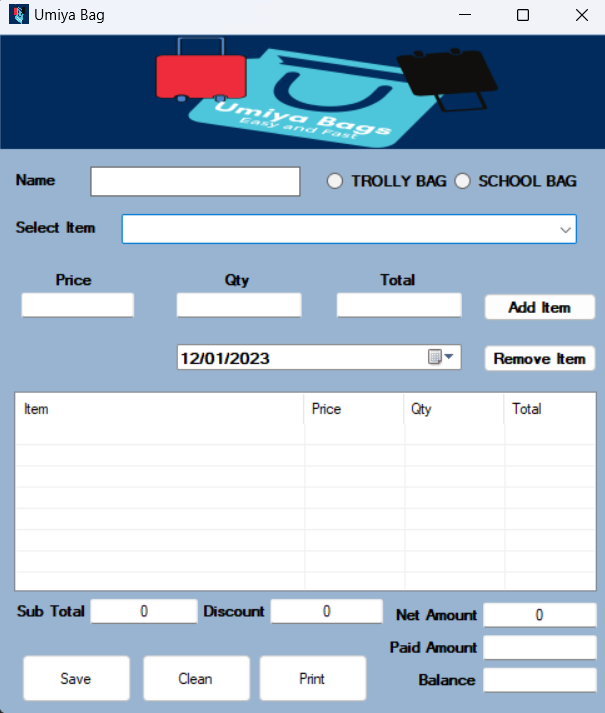 Umiya Bag
Umiya Bags
Easy and Fast
Name TROLLY BAG SCHOOL BAG
Select Item
Price Qty Total
Add Item
12/01/2023 Remove Item
Item Price Qty Total
Sub Total 0 Discount 0 Net Amount 0
Paid Amount
Save Clean Print Balance